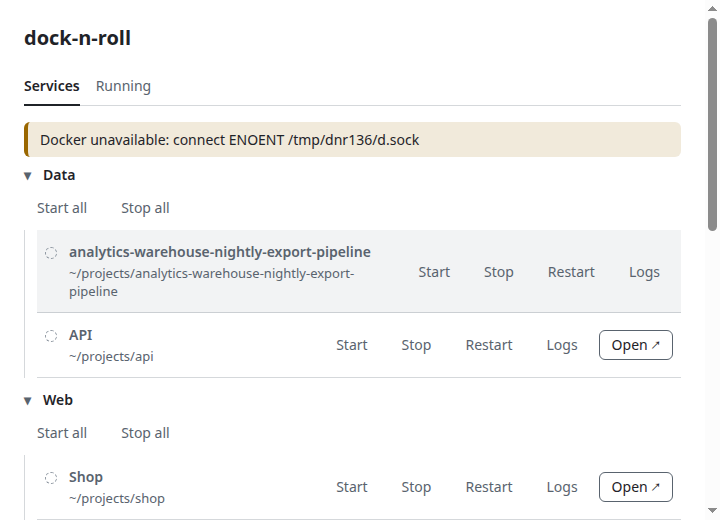 dock-n-roll
Services Running
Docker unavailable: connect ENOENT /tmp/dnr136/d.sock
▼ Data
Start all Stop all
analytics-warehouse-nightly-export-pipeline
~/projects/analytics-warehouse-nightly-export-
pipeline
Start Stop Restart Logs
API
~/projects/api
Start Stop Restart Logs Open ↗
▼ Web
Start all Stop all
Shop
~/projects/shop
Start Stop Restart Logs Open ↗